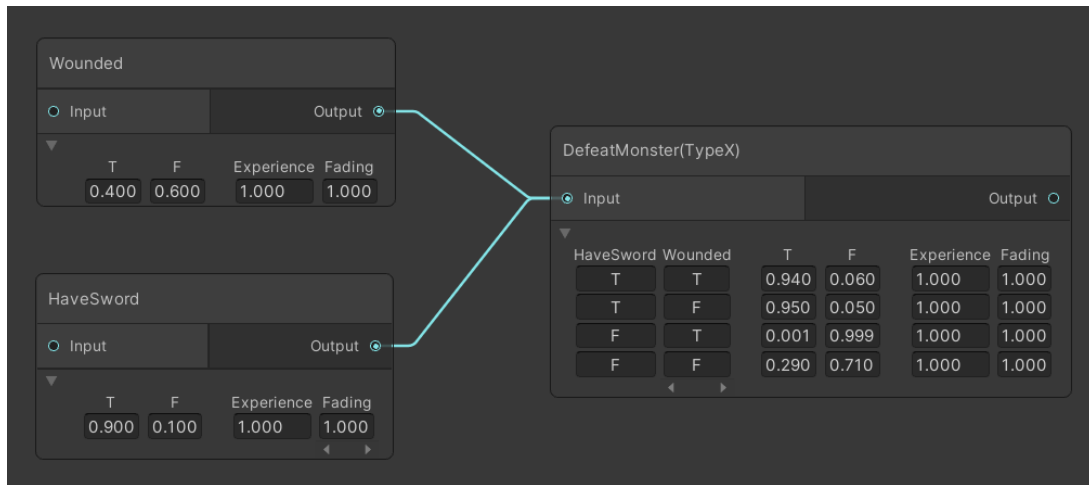 Wounded
Input Output
T F Experience Fading
0.400 0.600 1.000 1.000
HaveSword
Input Output
T F Experience Fading
0.900 0.100 1.000 1.000
DefeatMonster(TypeX)
Input Output
HaveSword Wounded T F Experience Fading
T T 0.940 0.060 1.000 1.000
T F 0.950 0.050 1.000 1.000
F T 0.001 0.999 1.000 1.000
F F 0.290 0.710 1.000 1.000